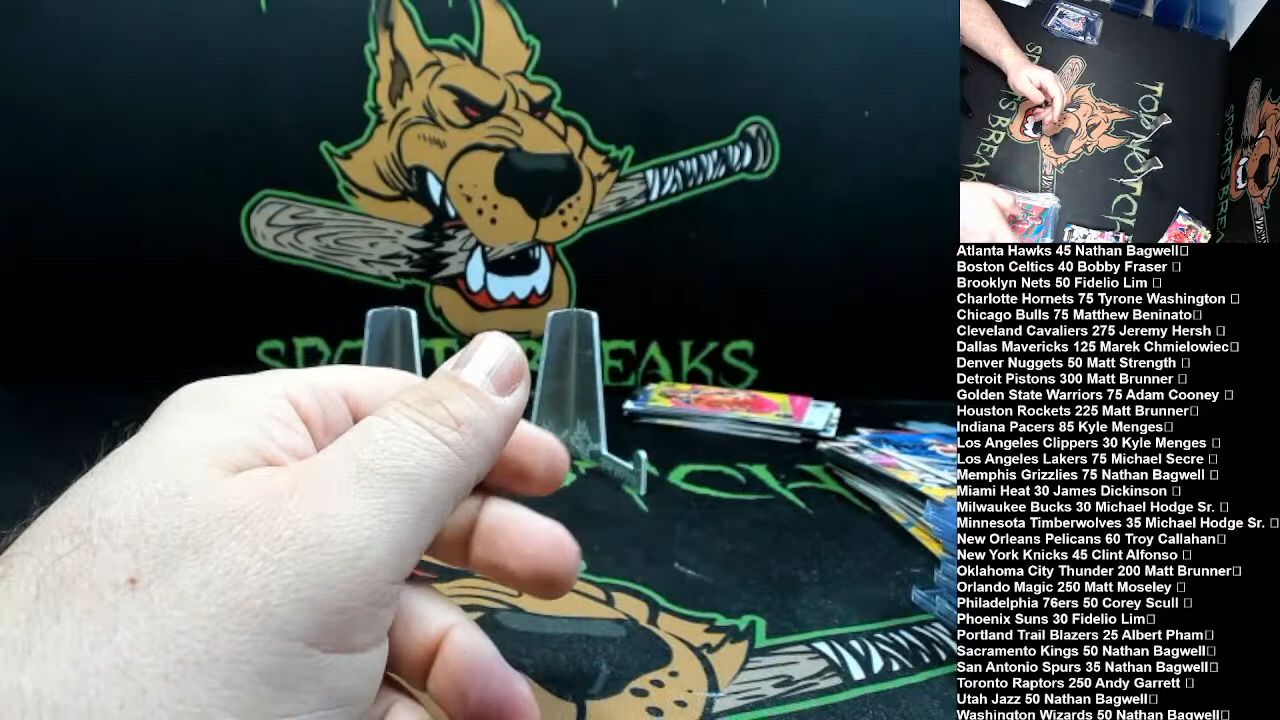 SPORTS BREAKS
TOP NOTCH
SPORTS BREAK
Atlanta Hawks 45 Nathan Bagwell
Boston Celtics 40 Bobby Fraser
Brooklyn Nets 50 Fidelio Lim
Charlotte Hornets 75 Tyrone Washington
Chicago Bulls 75 Matthew Beninato
Cleveland Cavaliers 275 Jeremy Hersh
Dallas Mavericks 125 Marek Chmielowiec
Denver Nuggets 50 Matt Strength
Detroit Pistons 300 Matt Brunner
Golden State Warriors 75 Adam Cooney
Houston Rockets 225 Matt Brunner
Indiana Pacers 85 Kyle Menges
Los Angeles Clippers 30 Kyle Menges
Los Angeles Lakers 75 Michael Secre
Memphis Grizzlies 75 Nathan Bagwell
Miami Heat 30 James Dickinson
Milwaukee Bucks 30 Michael Hodge Sr.
Minnesota Timberwolves 35 Michael Hodge Sr.
New Orleans Pelicans 60 Troy Callahan
New York Knicks 45 Clint Alfonso
Oklahoma City Thunder 200 Matt Brunner
Orlando Magic 250 Matt Moseley
Philadelphia 76ers 50 Corey Scull
Phoenix Suns 30 Fidelio Lim
Portland Trail Blazers 25 Albert Pham
Sacramento Kings 50 Nathan Bagwell
San Antonio Spurs 35 Nathan Bagwell
Toronto Raptors 250 Andy Garrett
Utah Jazz 50 Nathan Bagwell
Washington Wizards 50 Nathan Bagwell